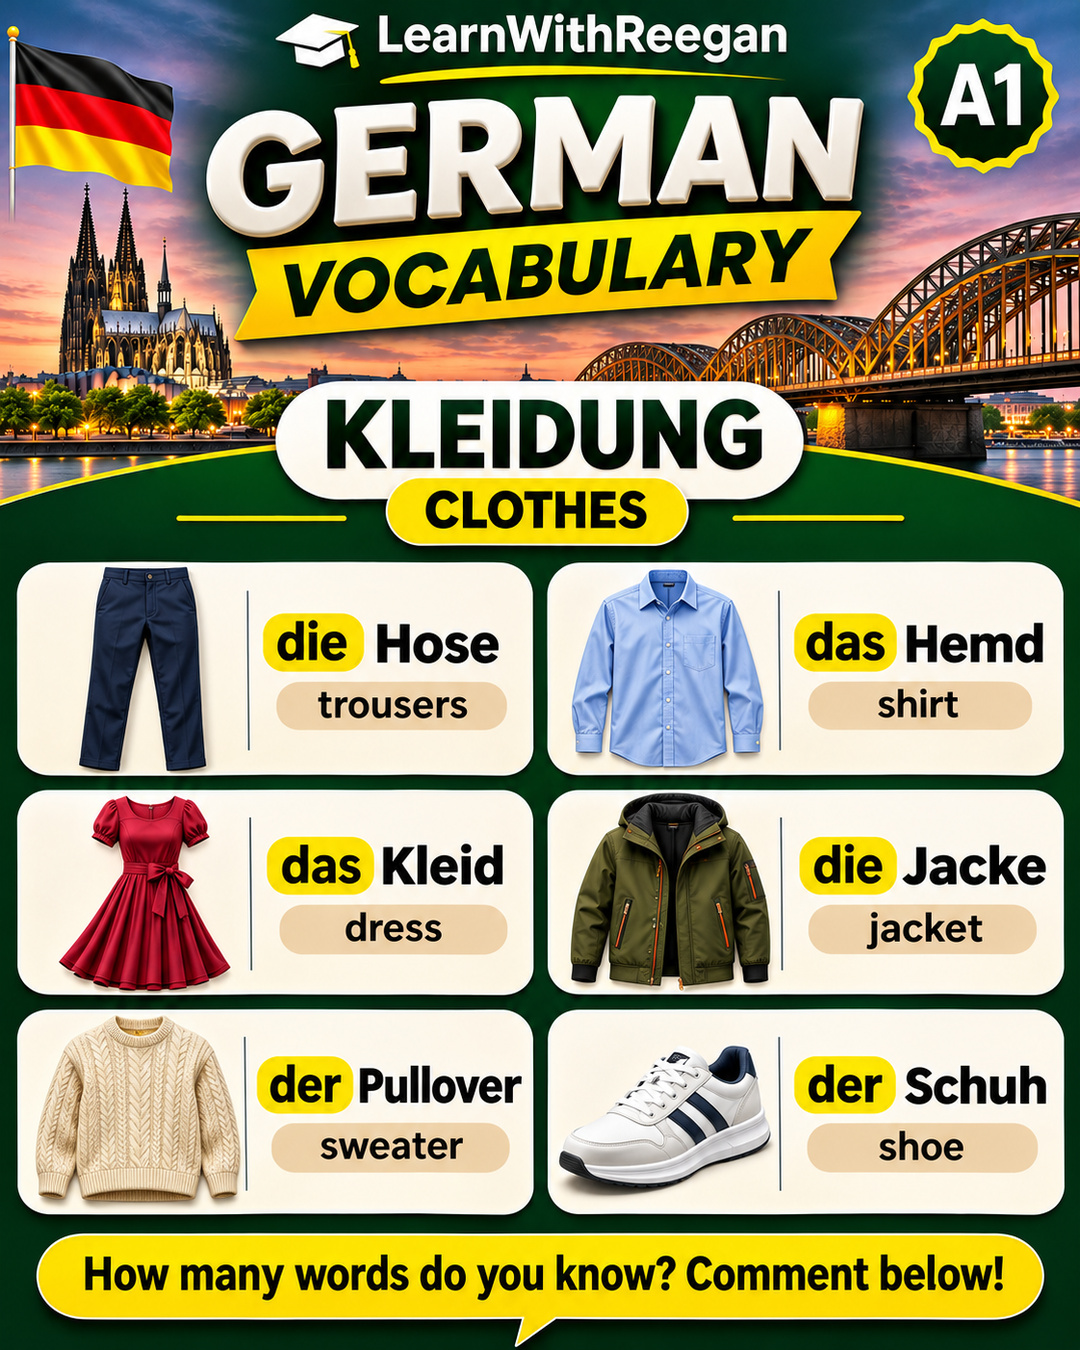 LearnWithReegan
A1
GERMAN
VOCABULARY
KLEIDUNG
CLOTHES
die Hose
trousers
das Hemd
shirt
das Kleid
dress
die Jacke
jacket
der Pullover
sweater
der Schuh
shoe
How many words do you know? Comment below!